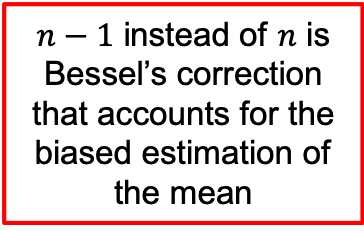 n − 1 instead of n is
Bessel’s correction
that accounts for the
biased estimation of
the mean